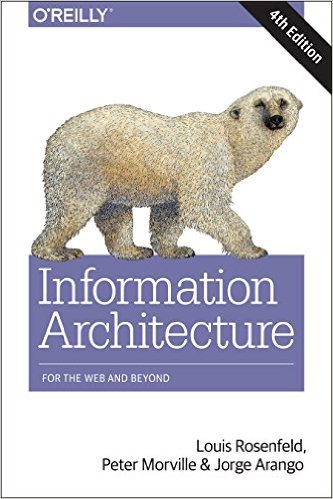 O'REILLY®
4th Edition
Information
Architecture
FOR THE WEB AND BEYOND
Louis Rosenfeld,
Peter Morville & Jorge Arango